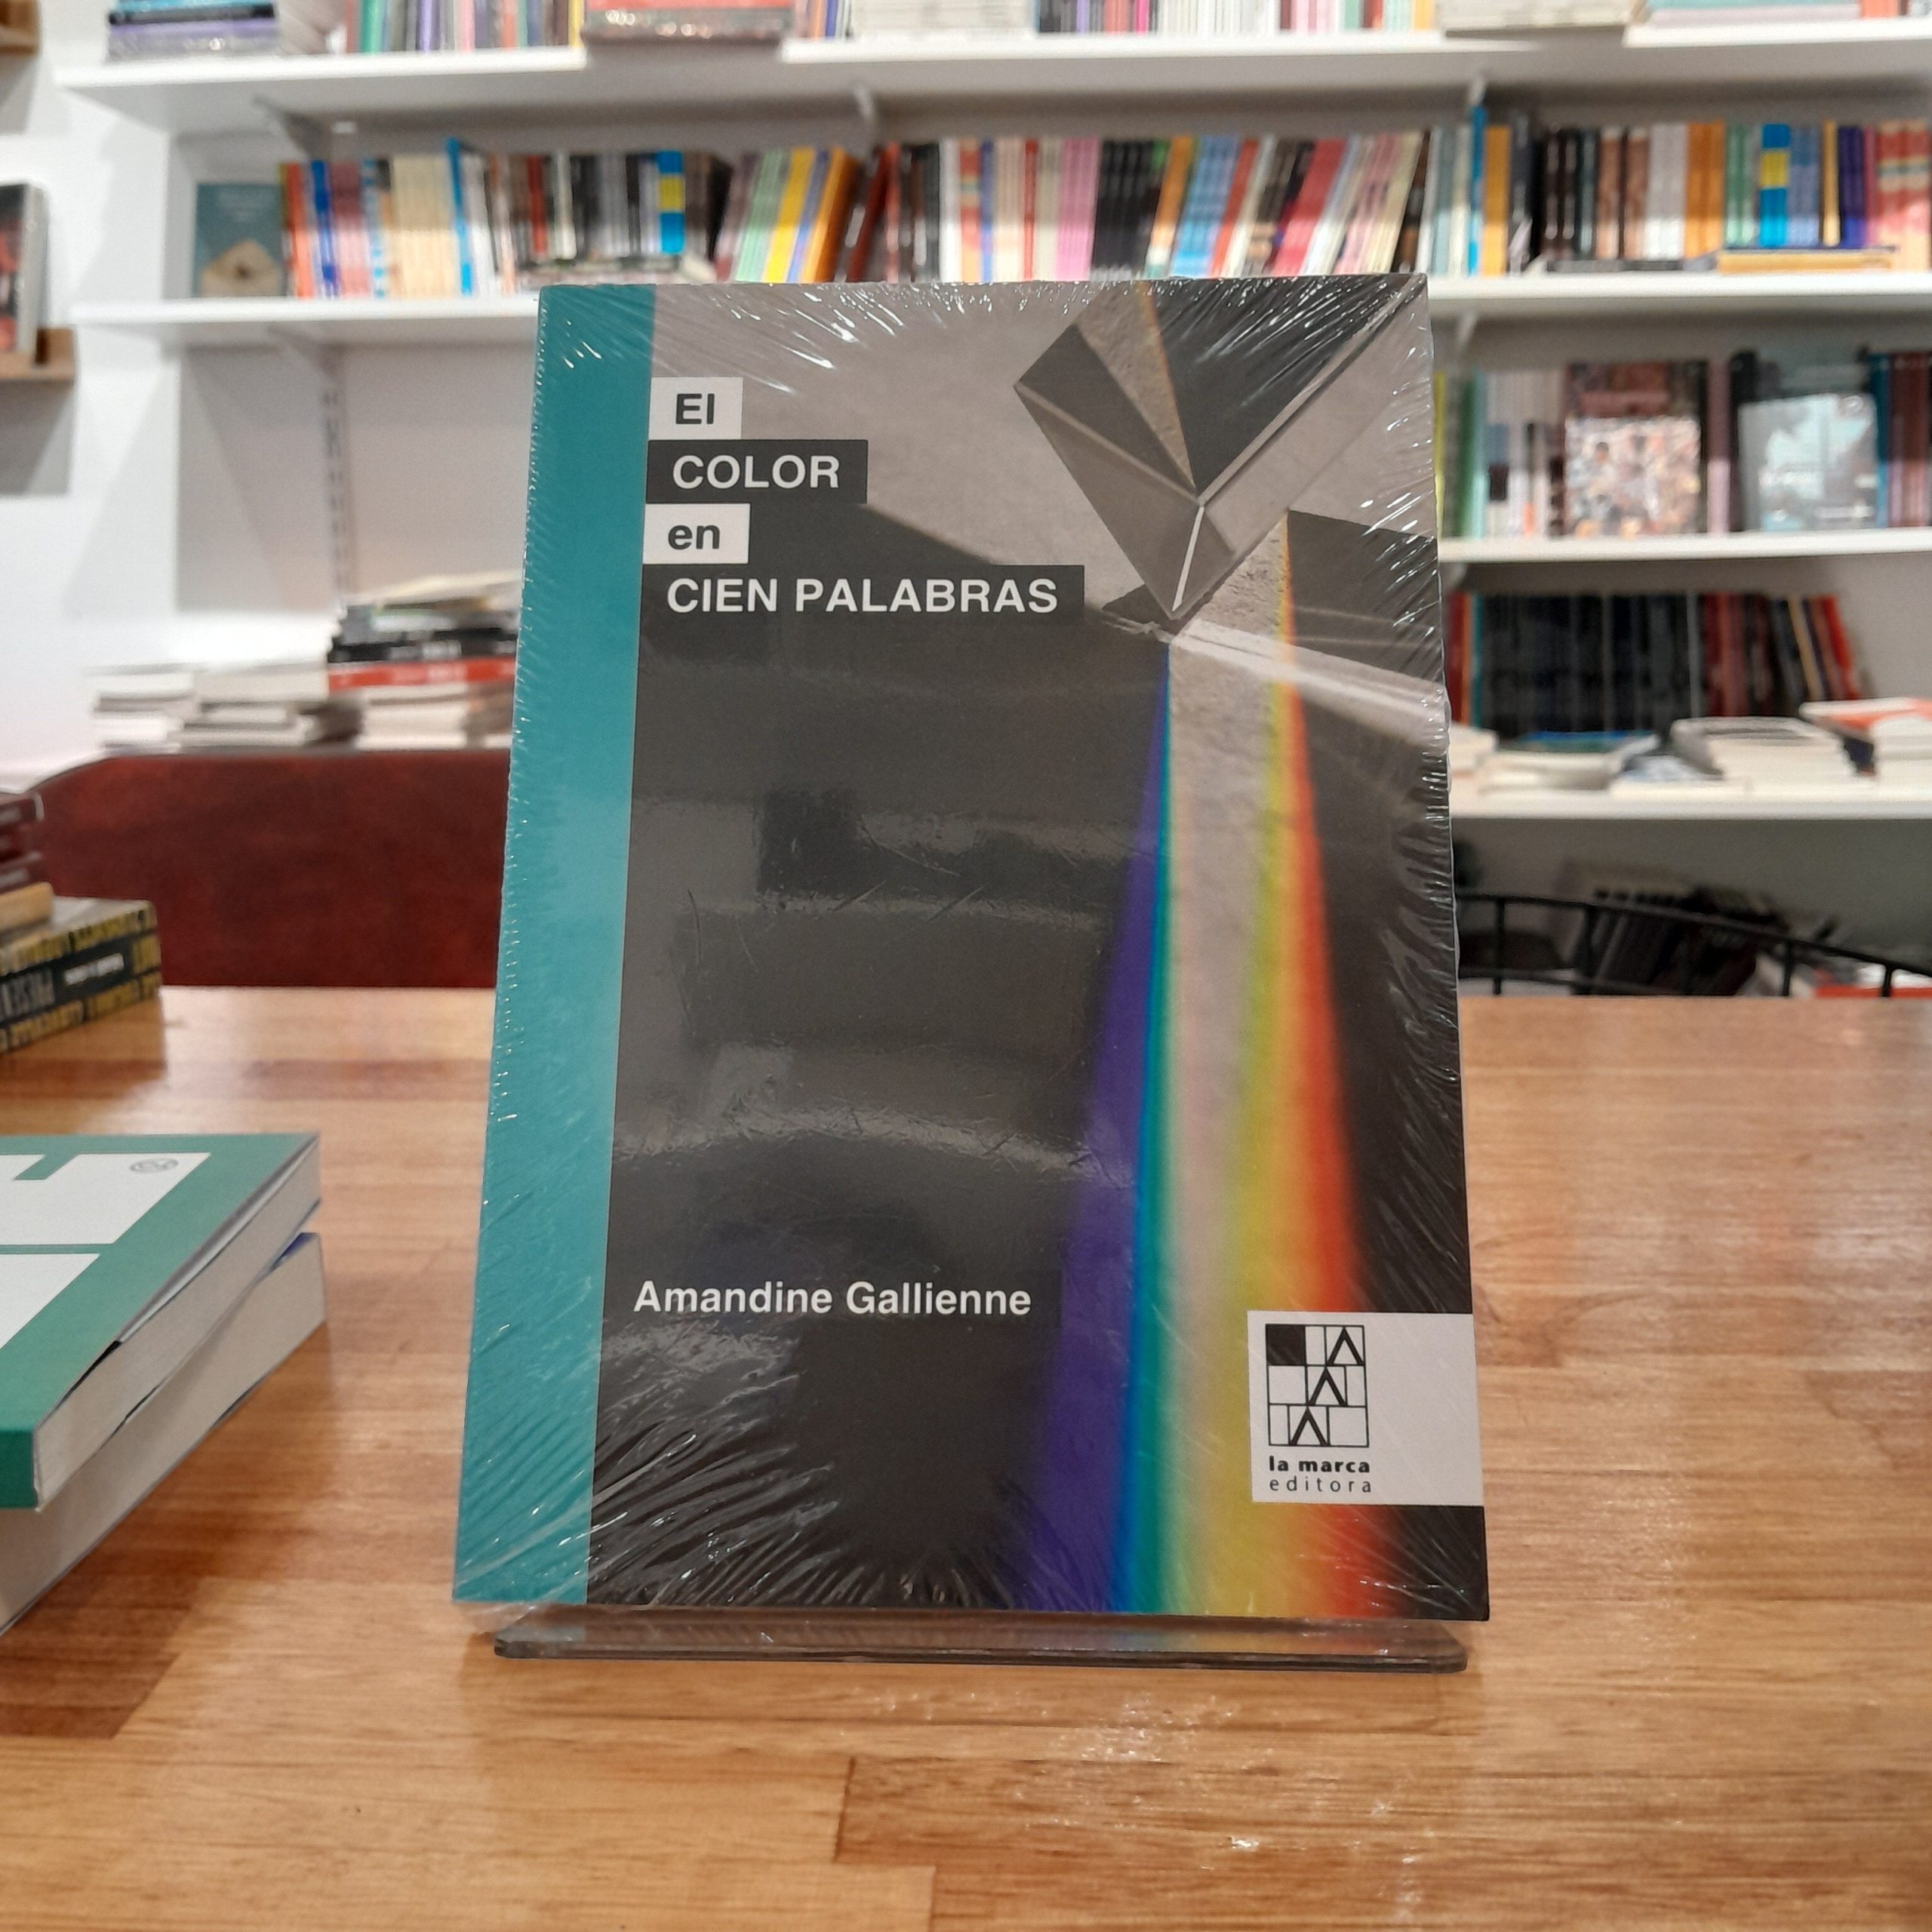 El
COLOR
en
CIEN PALABRAS
Amandine Gallienne
la marca
editora